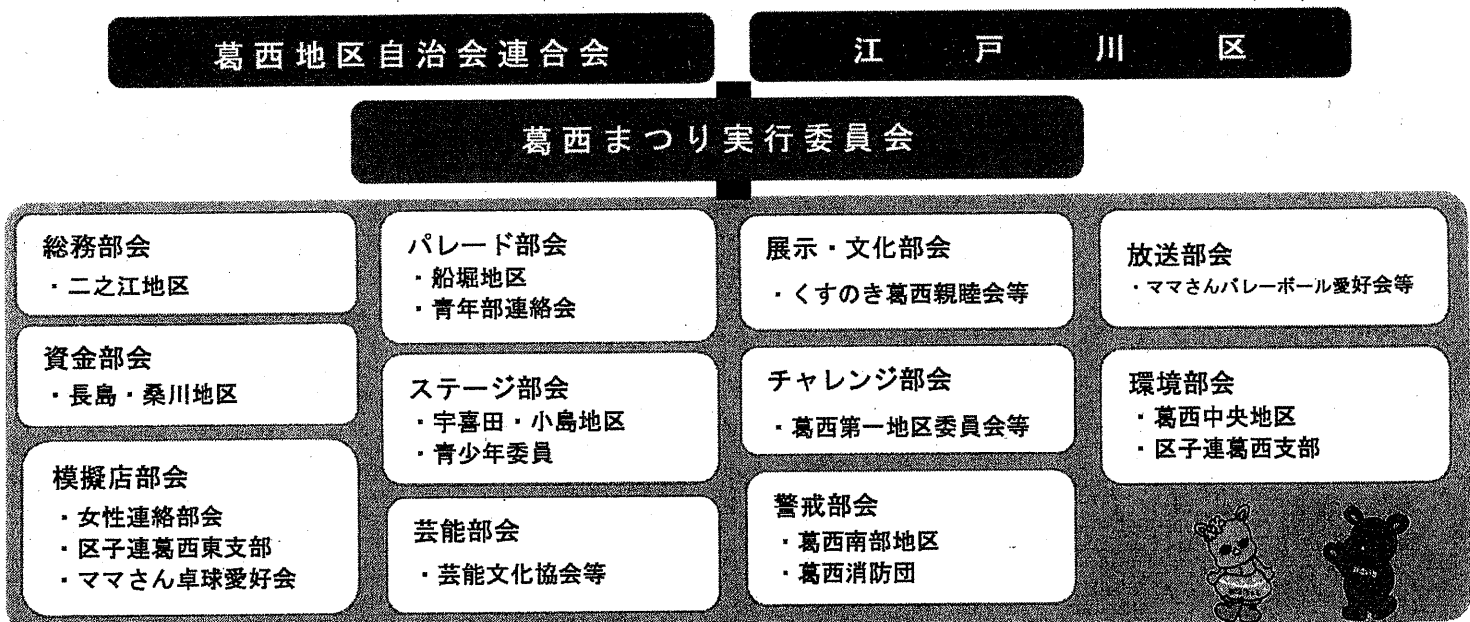 葛西地区自治会連合会
江戸川区
葛西まつり実行委員会
総務部会
・二之江地区
資金部会
・長島・桑川地区
模擬店部会
・女性連絡部会
・区子連葛西東支部
・ママさん卓球愛好会
パレード部会
・船堀地区
・青年部連絡会
ステージ部会
・宇喜田・小島地区
・青少年委員
芸能部会
・芸能文化協会等
展示・文化部会
・くすのき葛西親睦会等
チャレンジ部会
・葛西第一地区委員会等
警戒部会
・葛西南部地区
・葛西消防団
放送部会
・ママさんバレーボール愛好会等
環境部会
・葛西中央地区
・区子連葛西支部